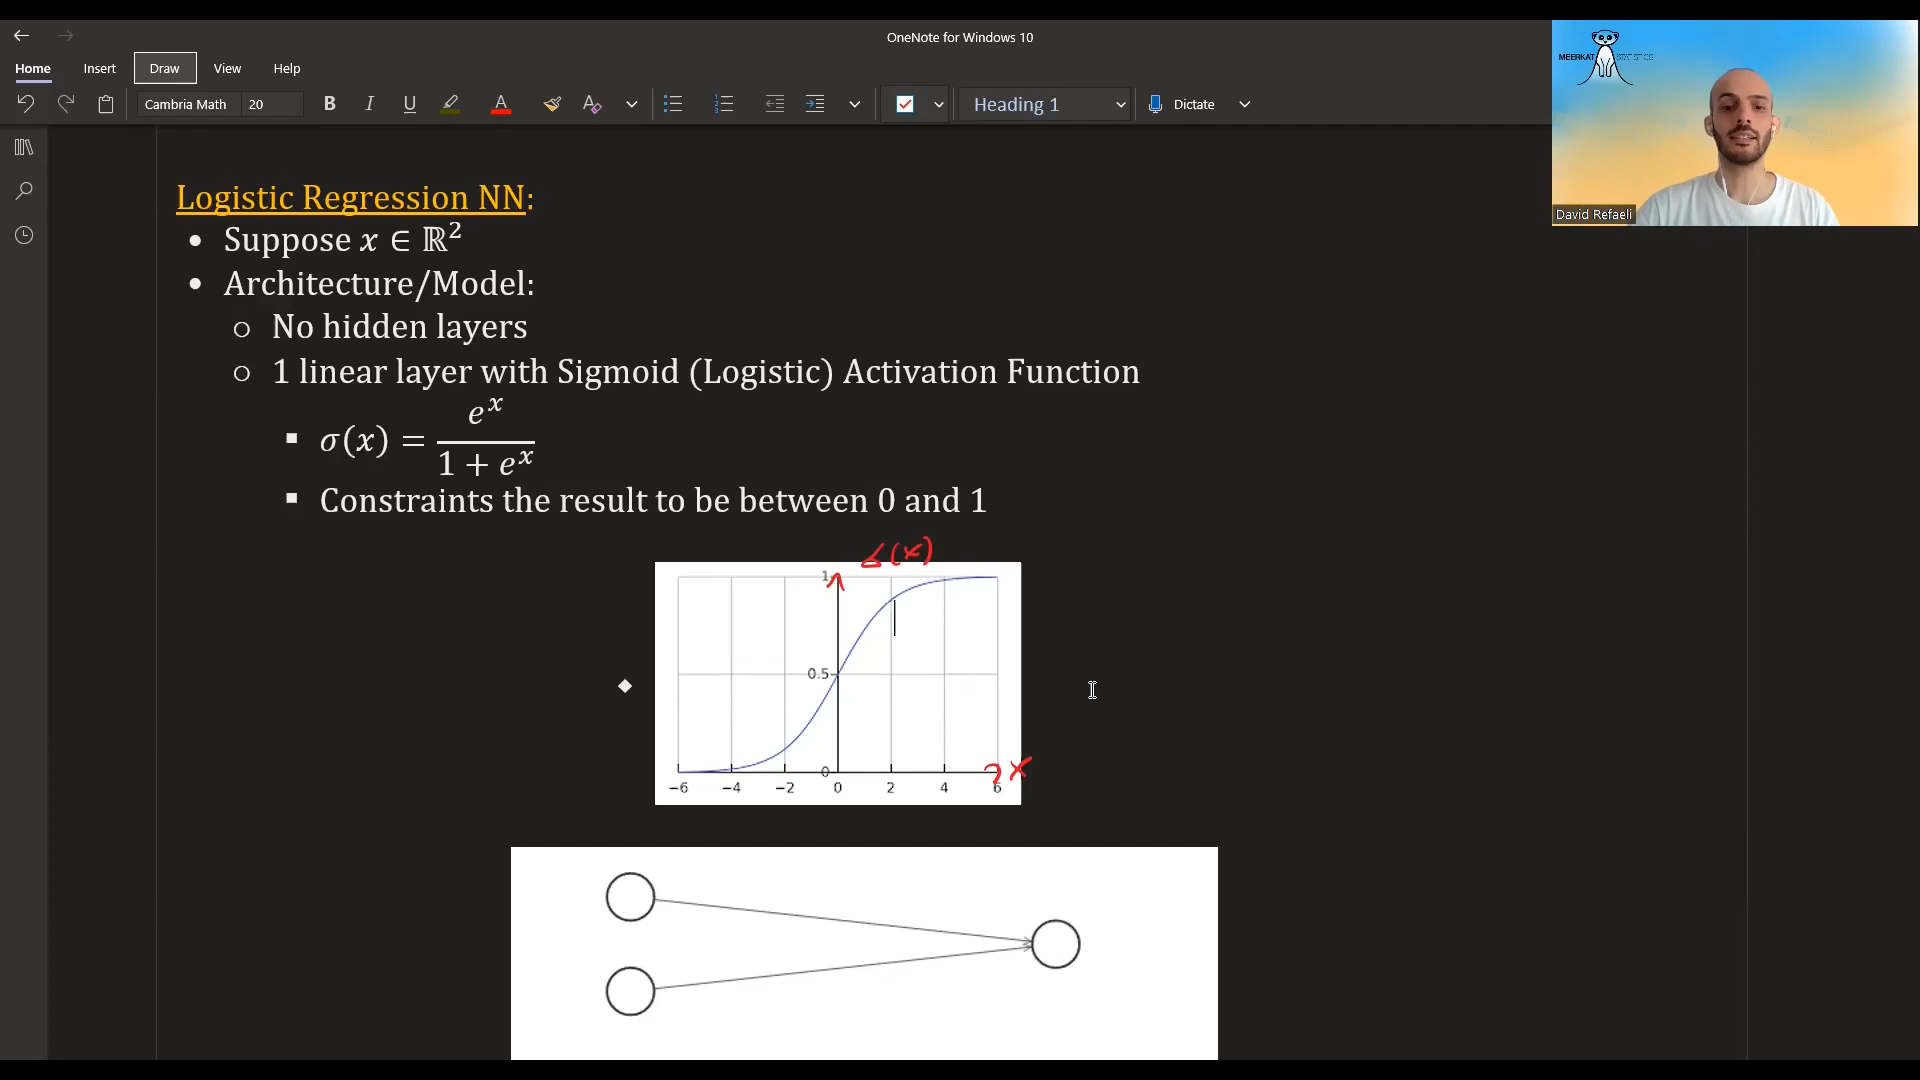 OneNote for Windows 10
Home Insert Draw View Help
Cambria Math 20 B I U A Heading 1 Dictate
MEERKAT STATISTICS
David Refaeli
Logistic Regression NN:
• Suppose x ∈ ℝ²
• Architecture/Model:
○ No hidden layers
○ 1 linear layer with Sigmoid (Logistic) Activation Function
▪ σ(x) = e^x / (1 + e^x)
▪ Constraints the result to be between 0 and 1
σ(x)
1
0.5
0
x
−6 −4 −2 0 2 4 6